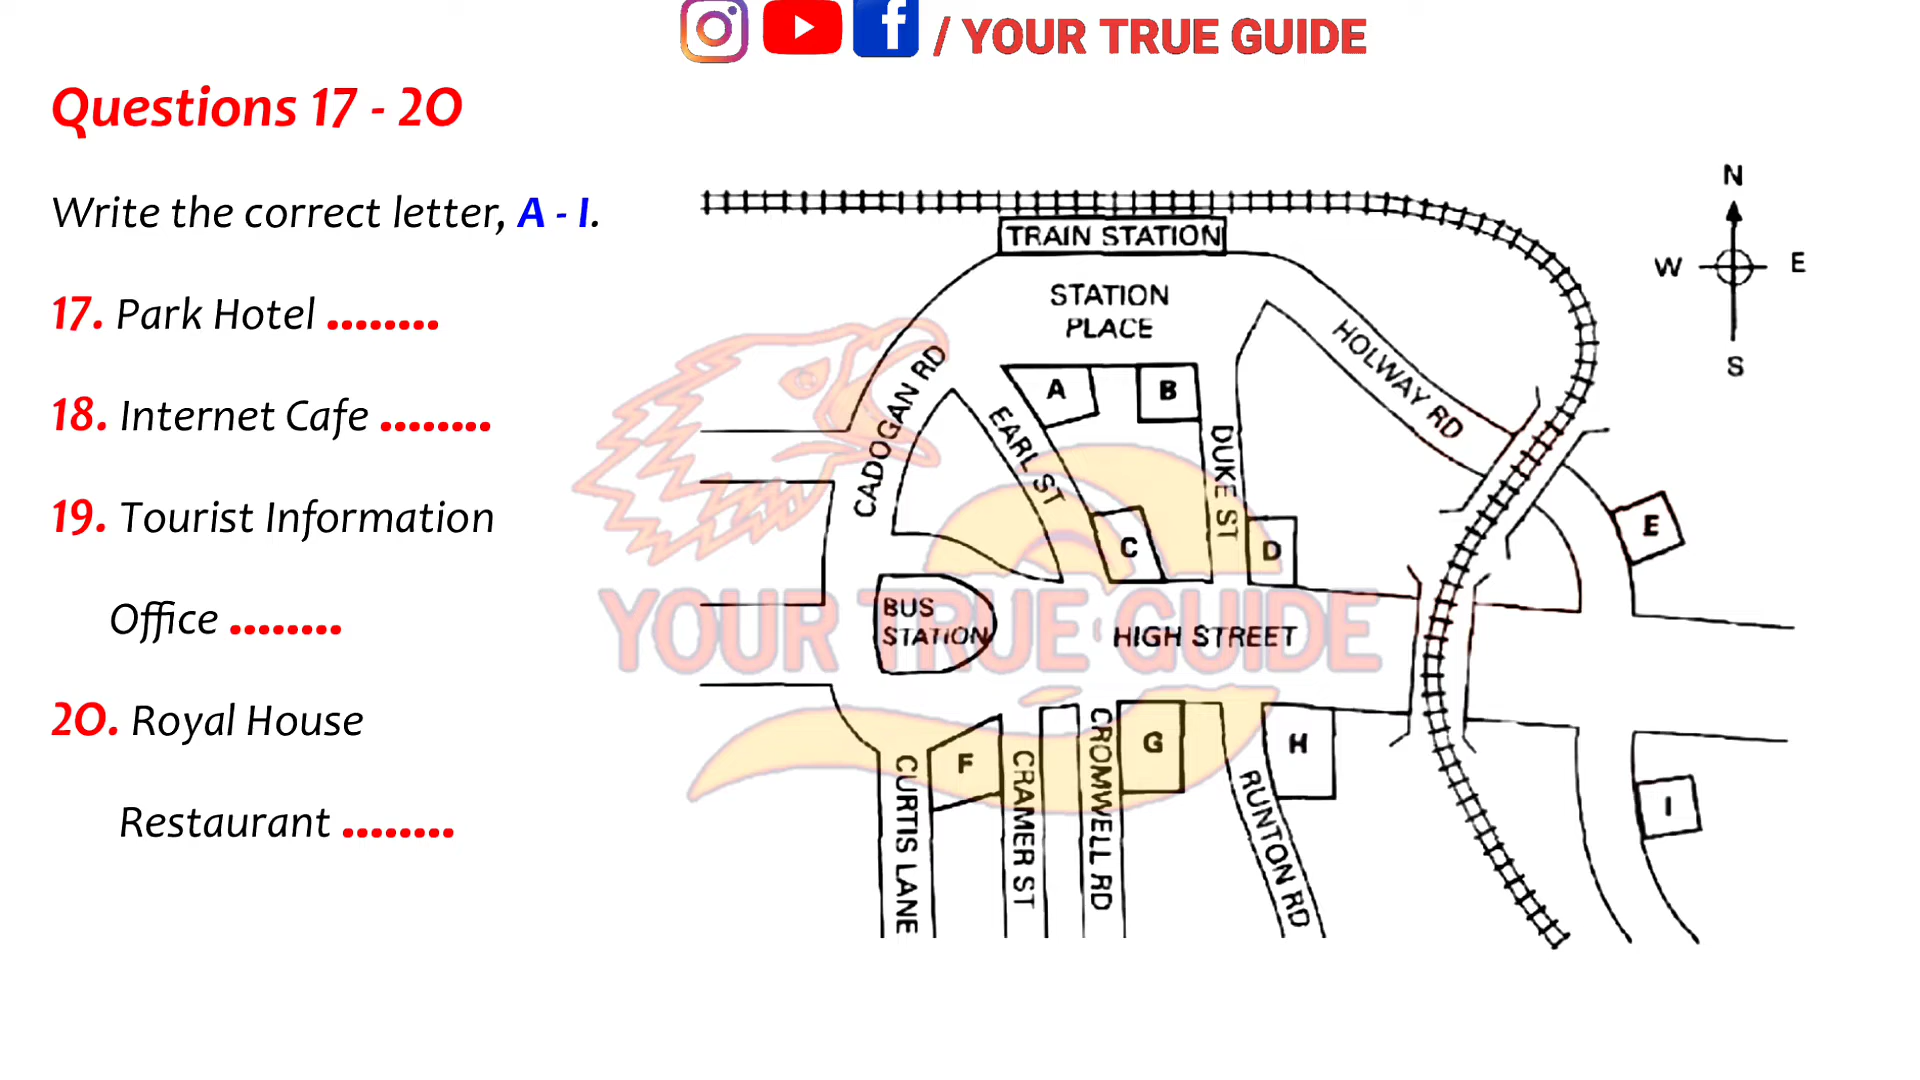 / YOUR TRUE GUIDE
Questions 17 - 20
Write the correct letter, A - I.
17. Park Hotel ........
18. Internet Cafe ........
19. Tourist Information
Office ........
20. Royal House
Restaurant ........
N
W
E
S
TRAIN STATION
STATION
PLACE
HOLWAY RD
CADOGAN RD
EARL ST
DUKE ST
A
B
C
D
E
BUS
STATION
HIGH STREET
YOUR TRUE GUIDE
F
G
H
I
CURTIS LANE
CRAMER ST
CROMWELL RD
RUNTON RD